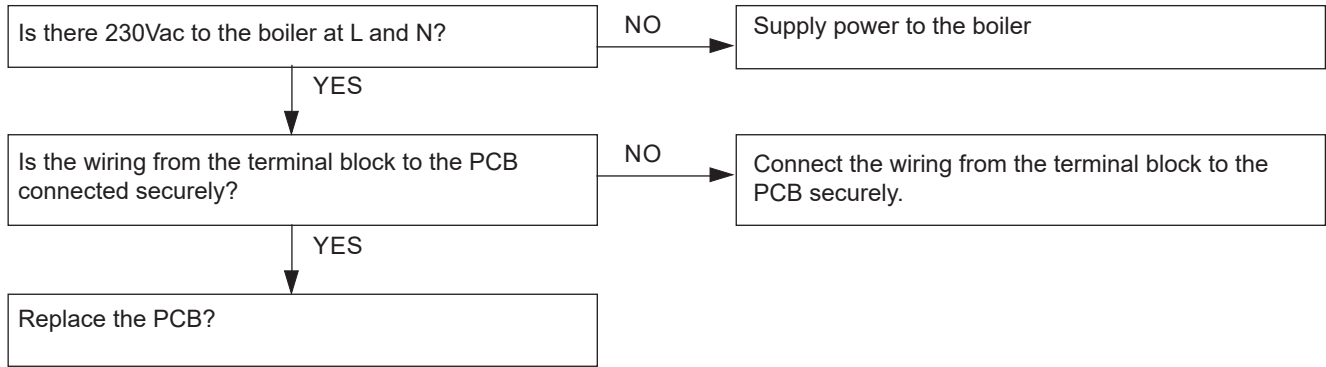 Is there 230Vac to the boiler at L and N?
NO
Supply power to the boiler
YES
Is the wiring from the terminal block to the PCB
connected securely?
NO
Connect the wiring from the terminal block to the
PCB securely.
YES
Replace the PCB?